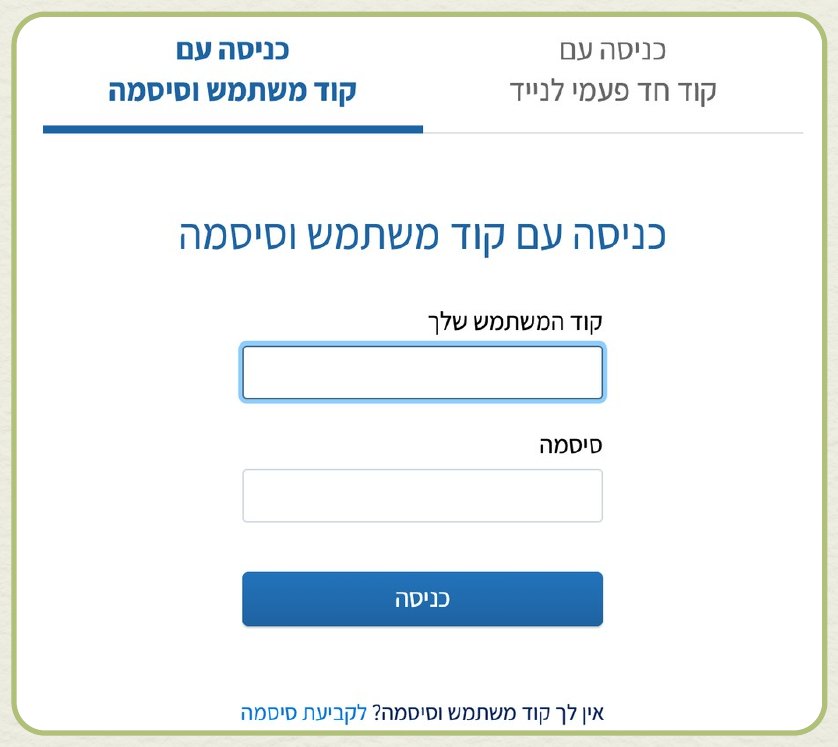 כניסה עם
קוד חד פעמי לנייד
כניסה עם
קוד משתמש וסיסמה
כניסה עם קוד משתמש וסיסמה
קוד המשתמש שלך
סיסמה
כניסה
אין לך קוד משתמש וסיסמה? לקביעת סיסמה